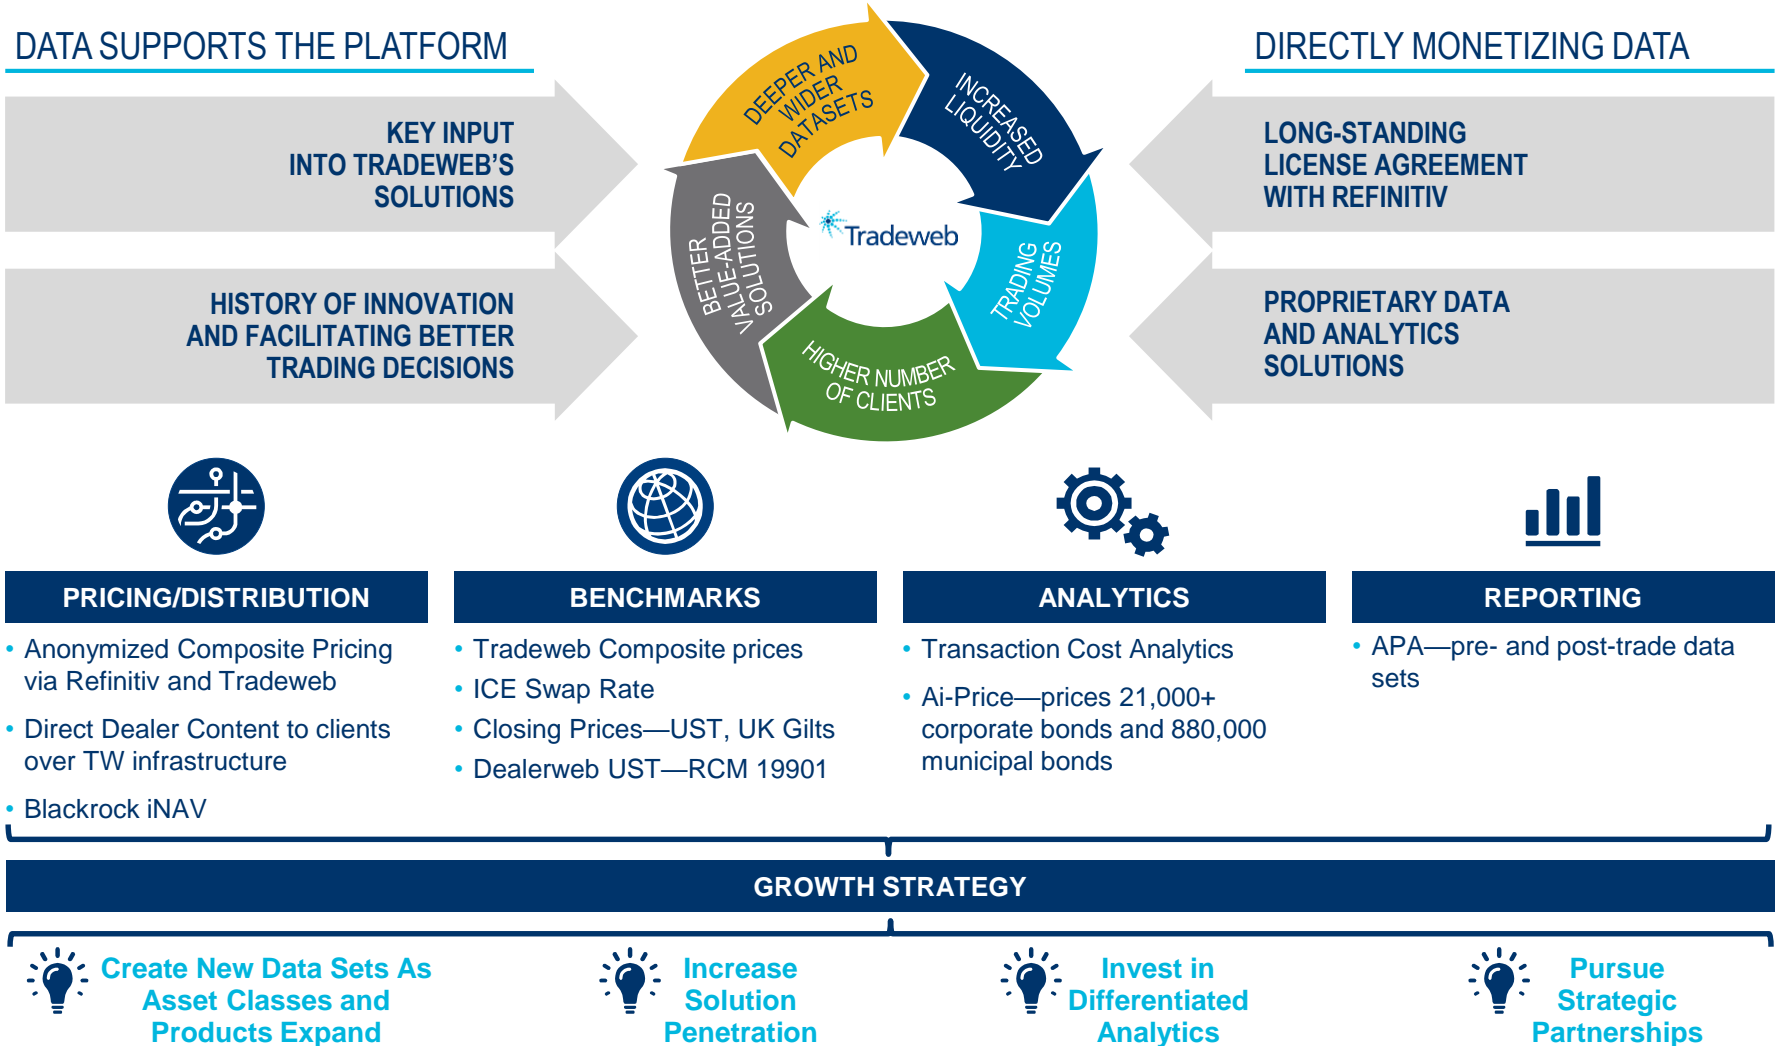 DATA SUPPORTS THE PLATFORM
KEY INPUT
INTO TRADEWEB'S
SOLUTIONS
HISTORY OF INNOVATION
AND FACILITATING BETTER
TRADING DECISIONS
DEEPER AND
WIDER
DATASETS
INCREASED
LIQUIDITY
TRADING
VOLUMES
HIGHER NUMBER
OF CLIENTS
BETTER
VALUE-ADDED
SOLUTIONS
Tradeweb
DIRECTLY MONETIZING DATA
LONG-STANDING
LICENSE AGREEMENT
WITH REFINITIV
PROPRIETARY DATA
AND ANALYTICS
SOLUTIONS
PRICING/DISTRIBUTION
• Anonymized Composite Pricing
via Refinitiv and Tradeweb
• Direct Dealer Content to clients
over TW infrastructure
• Blackrock iNAV
BENCHMARKS
• Tradeweb Composite prices
• ICE Swap Rate
• Closing Prices—UST, UK Gilts
• Dealerweb UST—RCM 19901
ANALYTICS
• Transaction Cost Analytics
• Ai-Price—prices 21,000+
corporate bonds and 880,000
municipal bonds
REPORTING
• APA—pre- and post-trade data
sets
GROWTH STRATEGY
Create New Data Sets As
Asset Classes and
Products Expand
Increase
Solution
Penetration
Invest in
Differentiated
Analytics
Pursue
Strategic
Partnerships